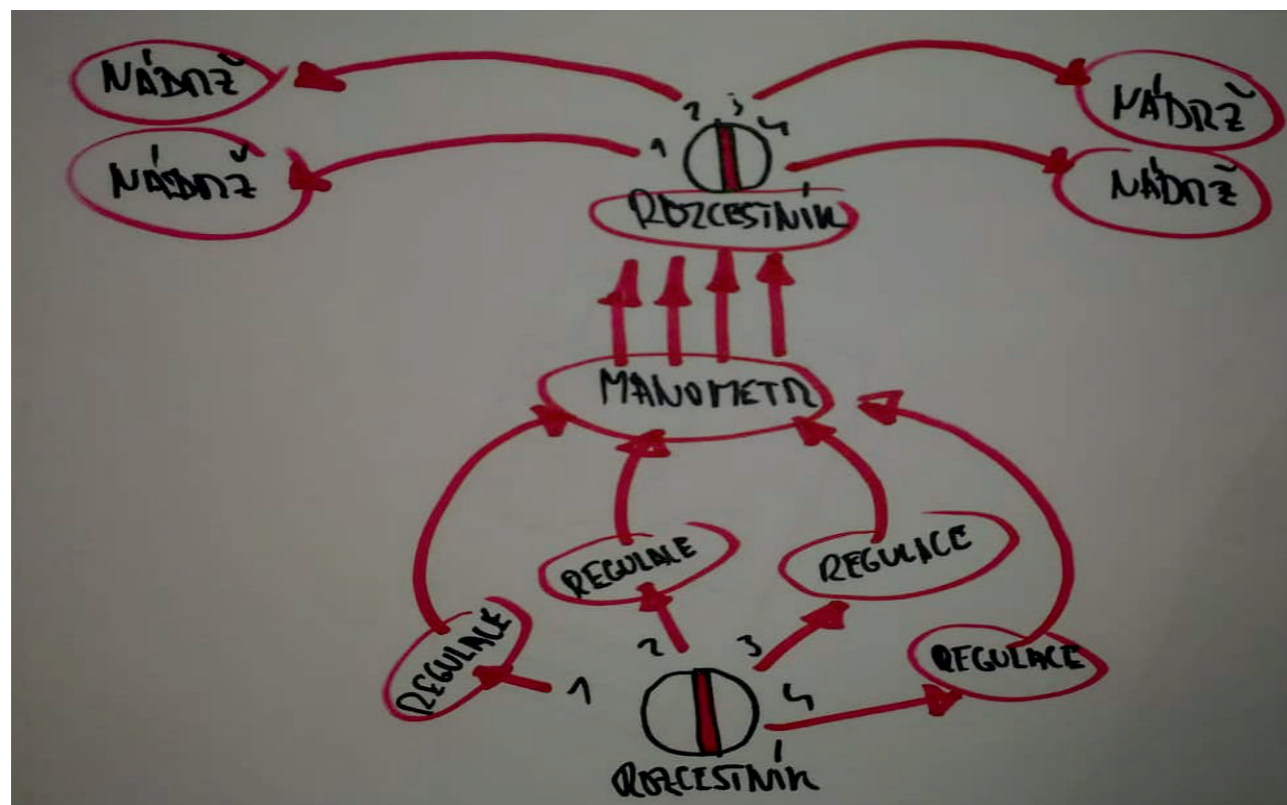 NÁDRŽ
NÁDRŽ
NÁDRŽ
NÁDRŽ
1 2 3 4
ROZCESTNÍK
MANOMETR
REGULACE
REGULACE
REGULACE
REGULACE
1 2 3 4
ROZCESTNÍK